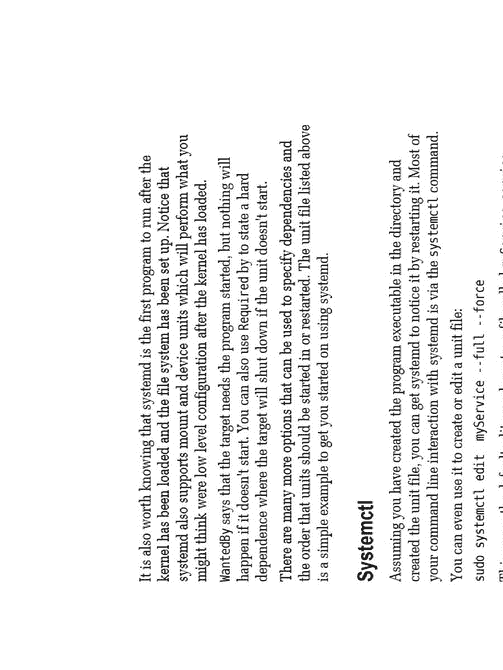 It is also worth knowing that systemd is the first program to run after the
kernel has been loaded and the file system has been set up. Notice that
systemd also supports mount and device units which will perform what you
might think were low level configuration after the kernel has loaded.
WantedBy says that the target needs the program started, but nothing will
happen if it doesn't start. You can also use Required by to state a hard
dependence where the target will shut down if the unit doesn't start.
There are many more options that can be used to specify dependencies and
the order that units should be started in or restarted. The unit file listed above
is a simple example to get you started on using systemd.
Systemctl
Assuming you have created the program executable in the directory and
created the unit file, you can get systemd to notice it by restarting it. Most of
your command line interaction with systemd is via the systemctl command.
You can even use it to create or edit a unit file:
sudo systemctl edit myService --full --force